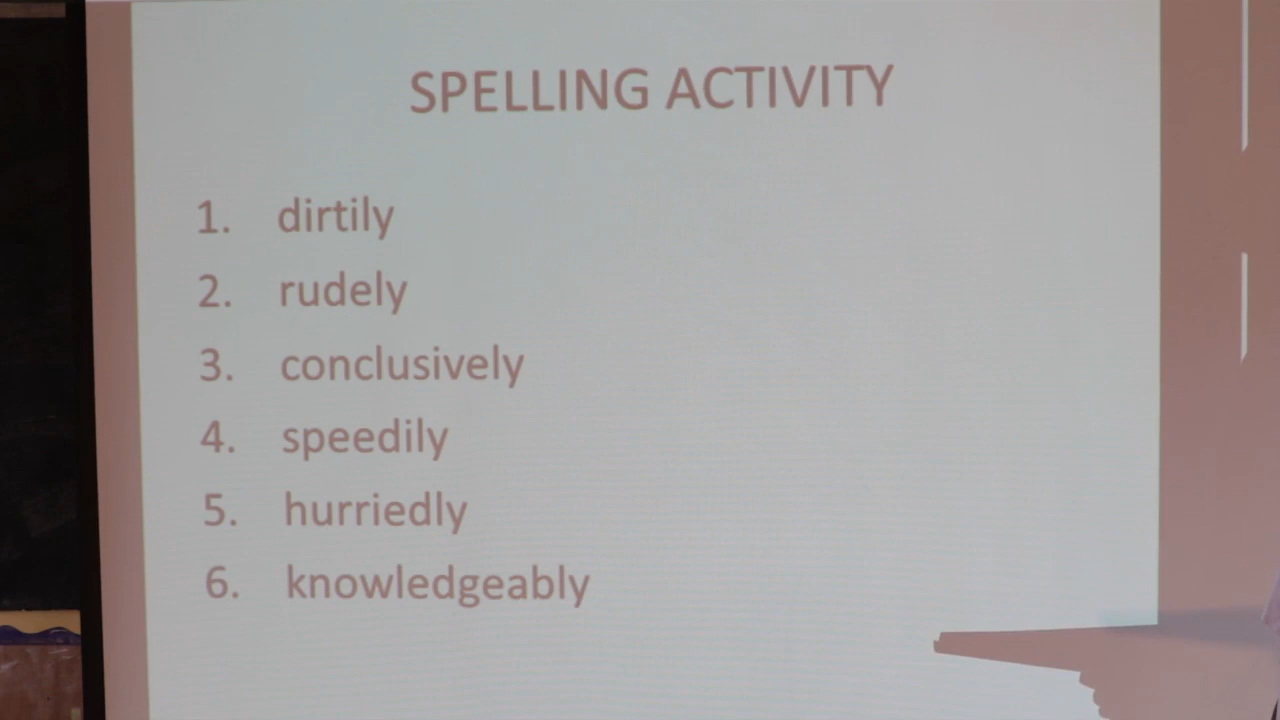 SPELLING ACTIVITY
1. dirtily
2. rudely
3. conclusively
4. speedily
5. hurriedly
6. knowledgeably